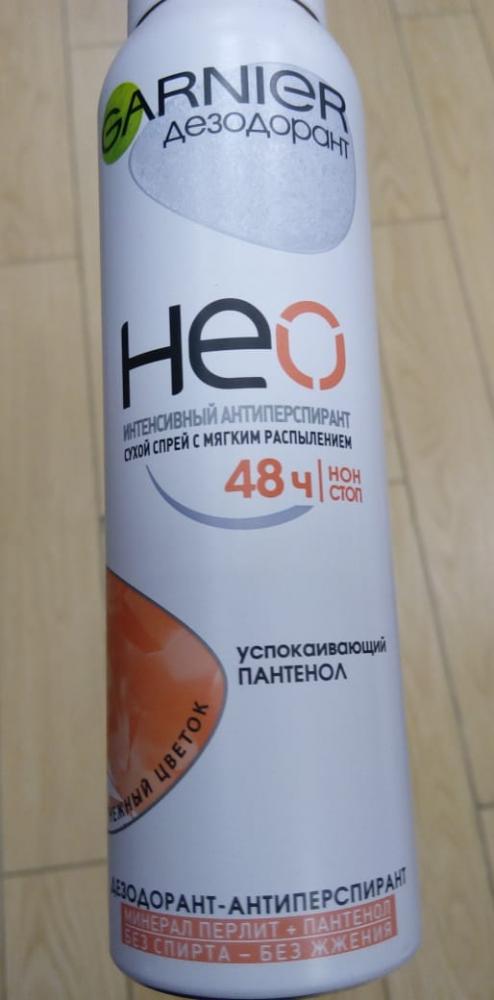 GARNIER
дезодорант
Нео
ИНТЕНСИВНЫЙ АНТИПЕРСПИРАНТ
СУХОЙ СПРЕЙ С МЯГКИМ РАСПЫЛЕНИЕМ
48 ч НОН
СТОП
успокаивающий
ПАНТЕНОЛ
НЕЖНЫЙ ЦВЕТОК
ДЕЗОДОРАНТ-АНТИПЕРСПИРАНТ
МИНЕРАЛ ПЕРЛИТ + ПАНТЕНОЛ
БЕЗ СПИРТА – БЕЗ ЖЖЕНИЯ